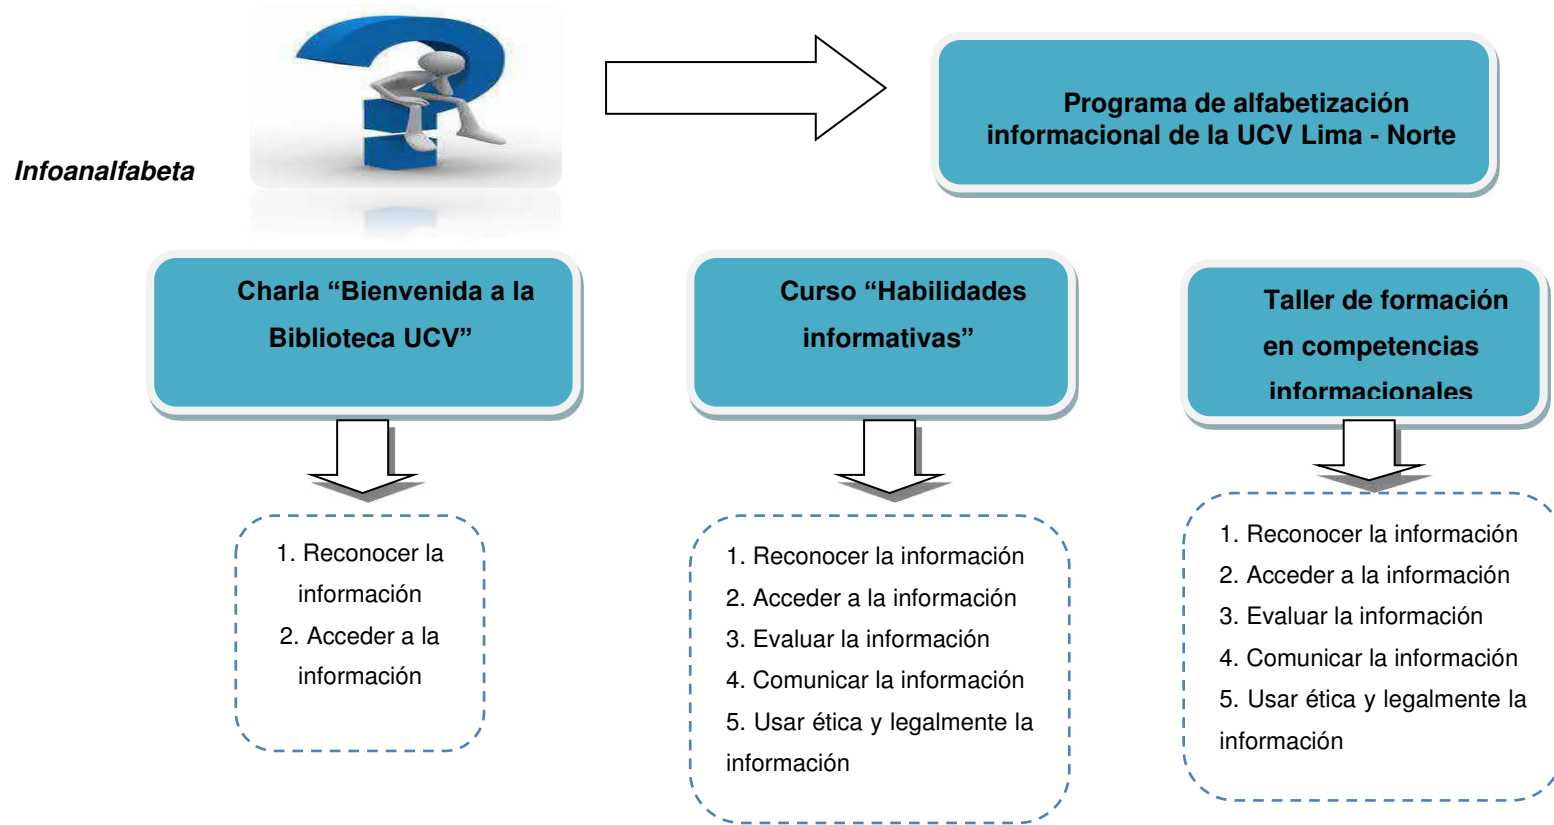 Programa de alfabetización
informacional de la UCV Lima - Norte
Infoanalfabeta
Charla “Bienvenida a la
Biblioteca UCV”
Curso “Habilidades
informativas”
Taller de formación
en competencias
informacionales
1. Reconocer la
información
2. Acceder a la
información
1. Reconocer la información
2. Acceder a la información
3. Evaluar la información
4. Comunicar la información
5. Usar ética y legalmente la
información
1. Reconocer la información
2. Acceder a la información
3. Evaluar la información
4. Comunicar la información
5. Usar ética y legalmente la
información